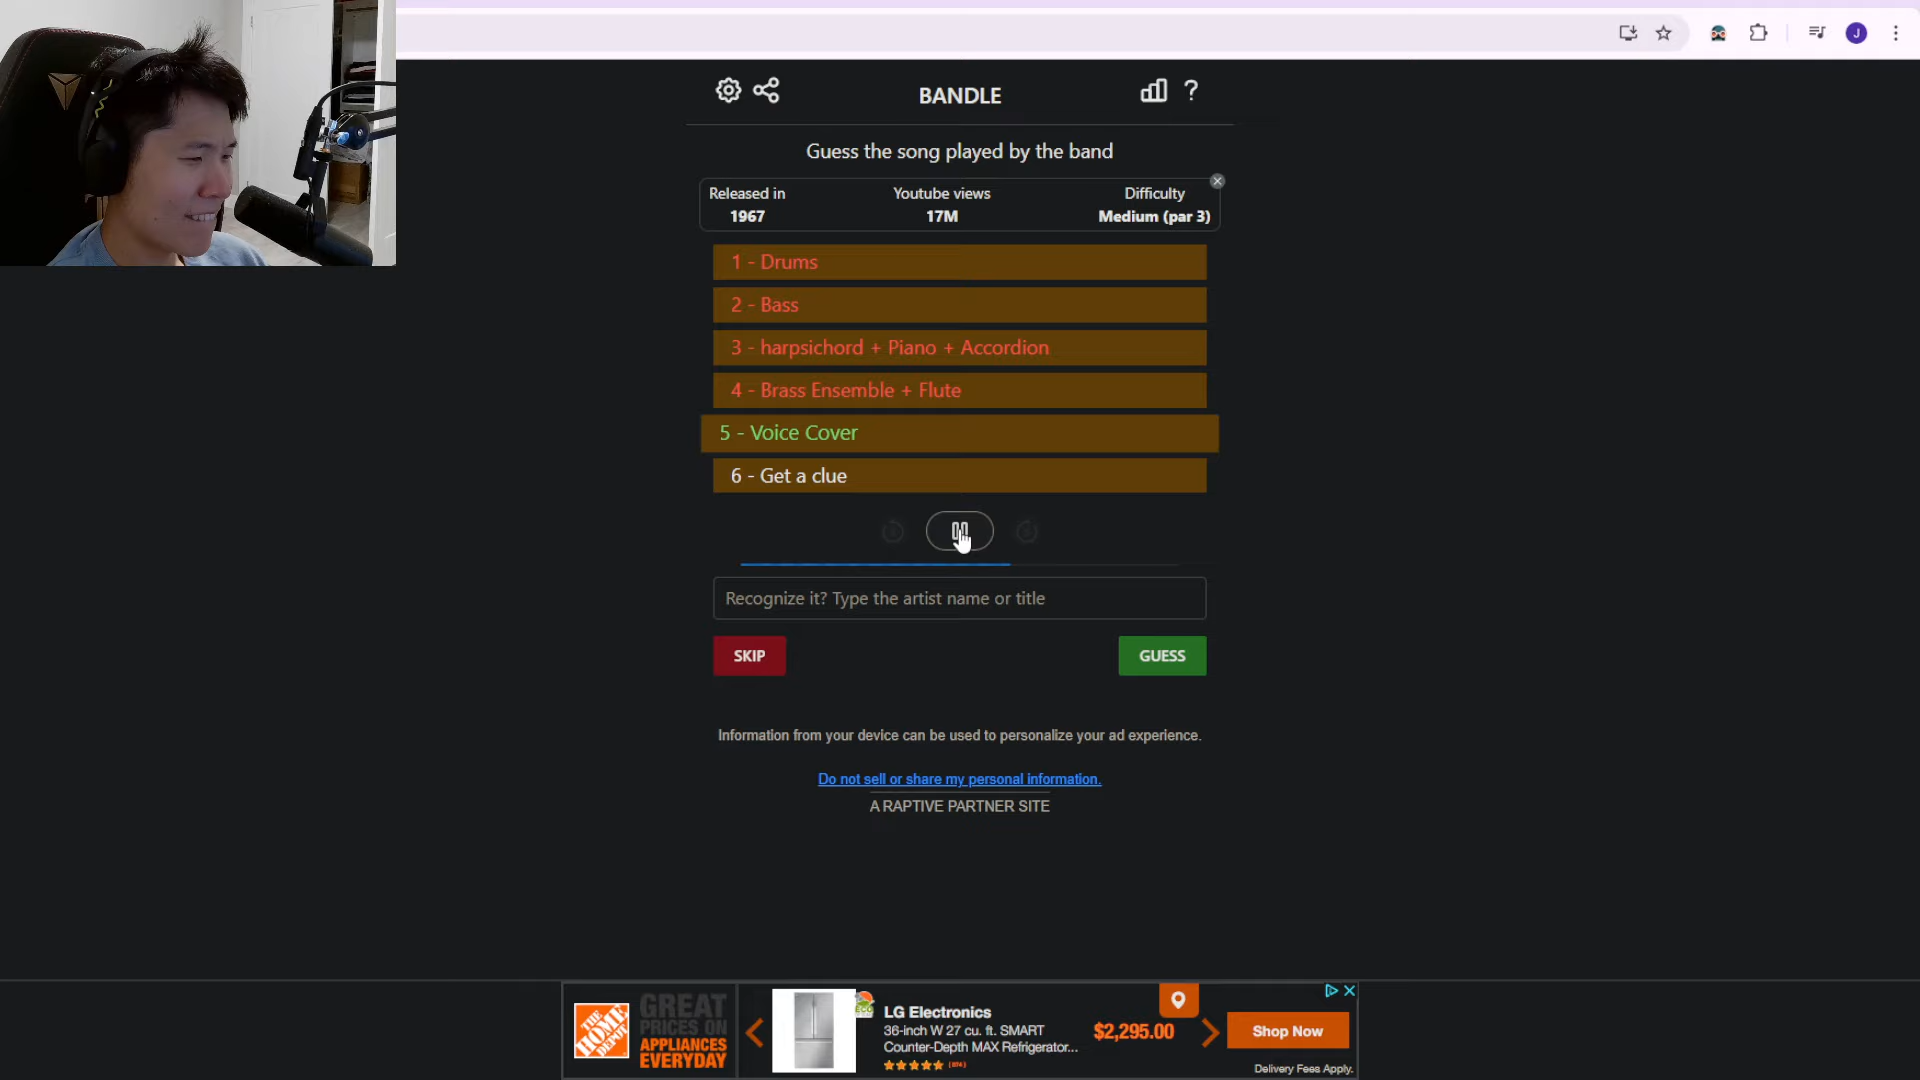 J
BANDLE
?
Guess the song played by the band
Released in
1967
Youtube views
17M
Difficulty
Medium (par 3)
1 - Drums
2 - Bass
3 - harpsichord + Piano + Accordion
4 - Brass Ensemble + Flute
5 - Voice Cover
6 - Get a clue
Recognize it? Type the artist name or title
SKIP
GUESS
Information from your device can be used to personalize your ad experience.
Do not sell or share my personal information.
A RAPTIVE PARTNER SITE
THE HOME DEPOT
GREAT
PRICES ON
APPLIANCES
EVERYDAY
LG Electronics
36-inch W 27 cu. ft. SMART
Counter-Depth MAX Refrigerator...
$2,295.00
Shop Now
Delivery Fees Apply.